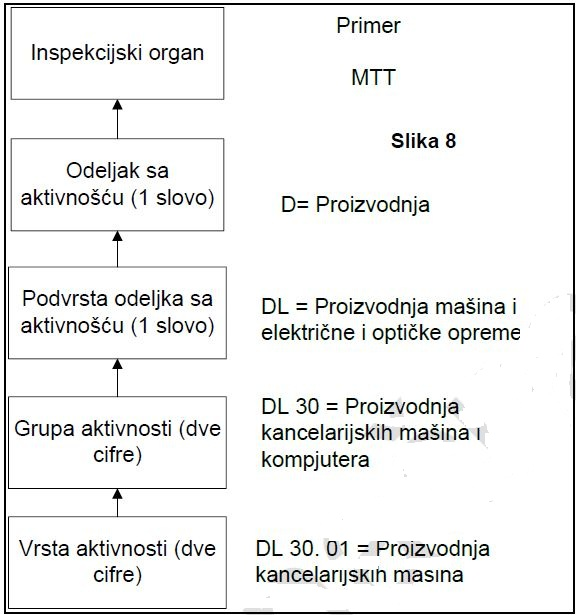 Primer
Inspekcijski organ
MTT
Slika 8
Odeljak sa
aktivnošću (1 slovo)
D= Proizvodnja
Podvrsta odeljka sa
aktivnošću (1 slovo)
DL = Proizvodnja mašina i
električne i optičke opreme
Grupa aktivnosti (dve
cifre)
DL 30 = Proizvodnja
kancelarijskih mašina i
kompjutera
Vrsta aktivnosti (dve
cifre)
DL 30. 01 = Proizvodnja
kancelarijskih masina